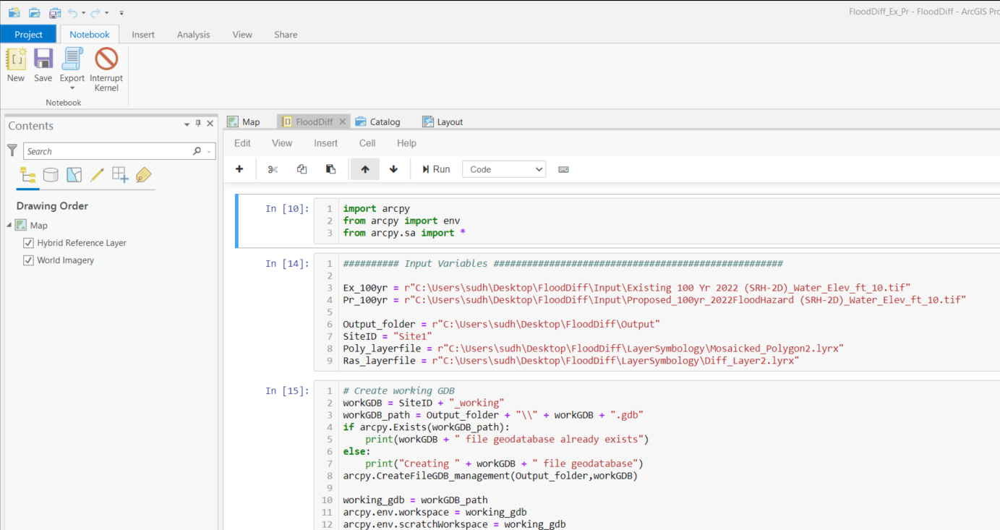 FloodDiff_Ex_Pr - FloodDiff - ArcGIS Pro
Project Notebook Insert Analysis View Share
New Save Export Interrupt Kernel
Notebook
Contents
Map FloodDiff Catalog Layout
Search
Edit View Insert Cell Help
Run Code
Drawing Order
Map
Hybrid Reference Layer
World Imagery
In [10]:
1 import arcpy
2 from arcpy import env
3 from arcpy.sa import *
In [14]:
1 ########## Input Variables ####################################################
2
3 Ex_100yr = r"C:\Users\sudh\Desktop\FloodDiff\Input\Existing 100 Yr 2022 (SRH-2D)_Water_Elev_ft_10.tif"
4 Pr_100yr = r"C:\Users\sudh\Desktop\FloodDiff\Input\Proposed_100yr_2022FloodHazard (SRH-2D)_Water_Elev_ft_10.tif"
5
6 Output_folder = r"C:\Users\sudh\Desktop\FloodDiff\Output"
7 SiteID = "Site1"
8 Poly_layerfile = r"C:\Users\sudh\Desktop\FloodDiff\LayerSymbology\Mosaicked_Polygon2.lyrx"
9 Ras_layerfile = r"C:\Users\sudh\Desktop\FloodDiff\LayerSymbology\Diff_Layer2.lyrx"
In [15]:
1 # Create working GDB
2 workGDB = SiteID + "_working"
3 workGDB_path = Output_folder + "\\" + workGDB + ".gdb"
4 if arcpy.Exists(workGDB_path):
5     print(workGDB + " file geodatabase already exists")
6 else:
7     print("Creating " + workGDB + " file geodatabase")
8 arcpy.CreateFileGDB_management(Output_folder,workGDB)
9
10 working_gdb = workGDB_path
11 arcpy.env.workspace = working_gdb
12 arcpy.env.scratchWorkspace = working_gdb